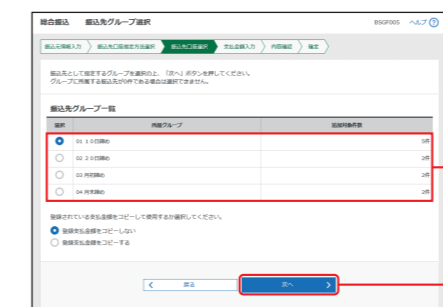 総合振込 振込先グループ選択 BSGF005 ヘルプ ?
振込元情報入力 振込先口座指定方法選択 振込先口座選択 支払金額入力 内容確認 確定
振込先として指定するグループを選択の上、「次へ」ボタンを押してください。
グループに所属する振込先が0件である場合は選択できません。
振込先グループ一覧
選択 所属グループ 追加対象件数
01 10日締め 5件
02 20日締め 2件
03 月初締め 2件
04 月末締め 2件
登録されている支払金額をコピーして使用するか選択してください。
登録支払金額をコピーしない
登録支払金額をコピーする
戻る 次へ